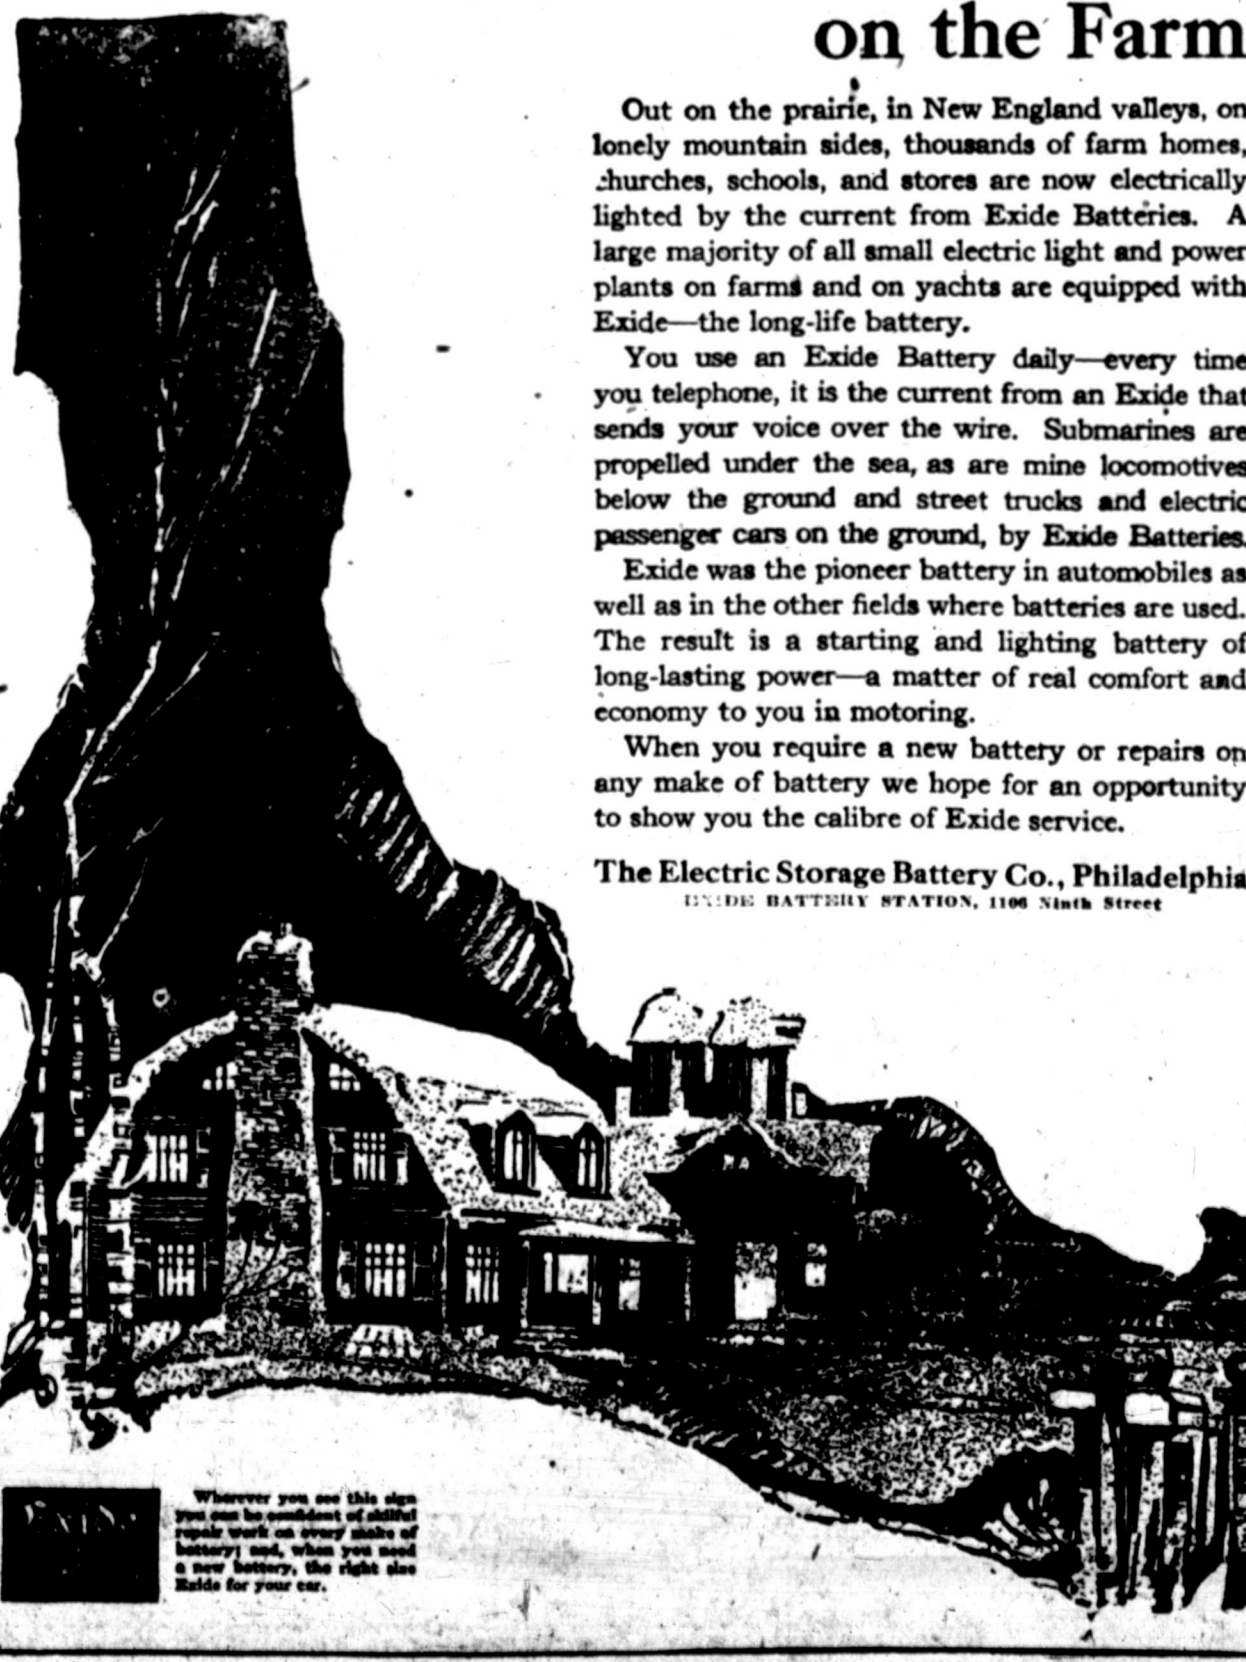 on the Farm
Out on the prairie, in New England valleys, on
lonely mountain sides, thousands of farm homes,
churches, schools, and stores are now electrically
lighted by the current from Exide Batteries. A
large majority of all small electric light and power
plants on farms and on yachts are equipped with
Exide—the long-life battery.
You use an Exide Battery daily—every time
you telephone, it is the current from an Exide that
sends your voice over the wire. Submarines are
propelled under the sea, as are mine locomotives
below the ground and street trucks and electric
passenger cars on the ground, by Exide Batteries.
Exide was the pioneer battery in automobiles as
well as in the other fields where batteries are used.
The result is a starting and lighting battery of
long-lasting power—a matter of real comfort and
economy to you in motoring.
When you require a new battery or repairs on
any make of battery we hope for an opportunity
to show you the calibre of Exide service.
The Electric Storage Battery Co., Philadelphia
EXIDE BATTERY STATION, 1106 Ninth Street
Wherever you see this sign
you can be confident of skilful
repair work on every make of
battery; and, when you need
a new battery, the right size
Exide for your car.